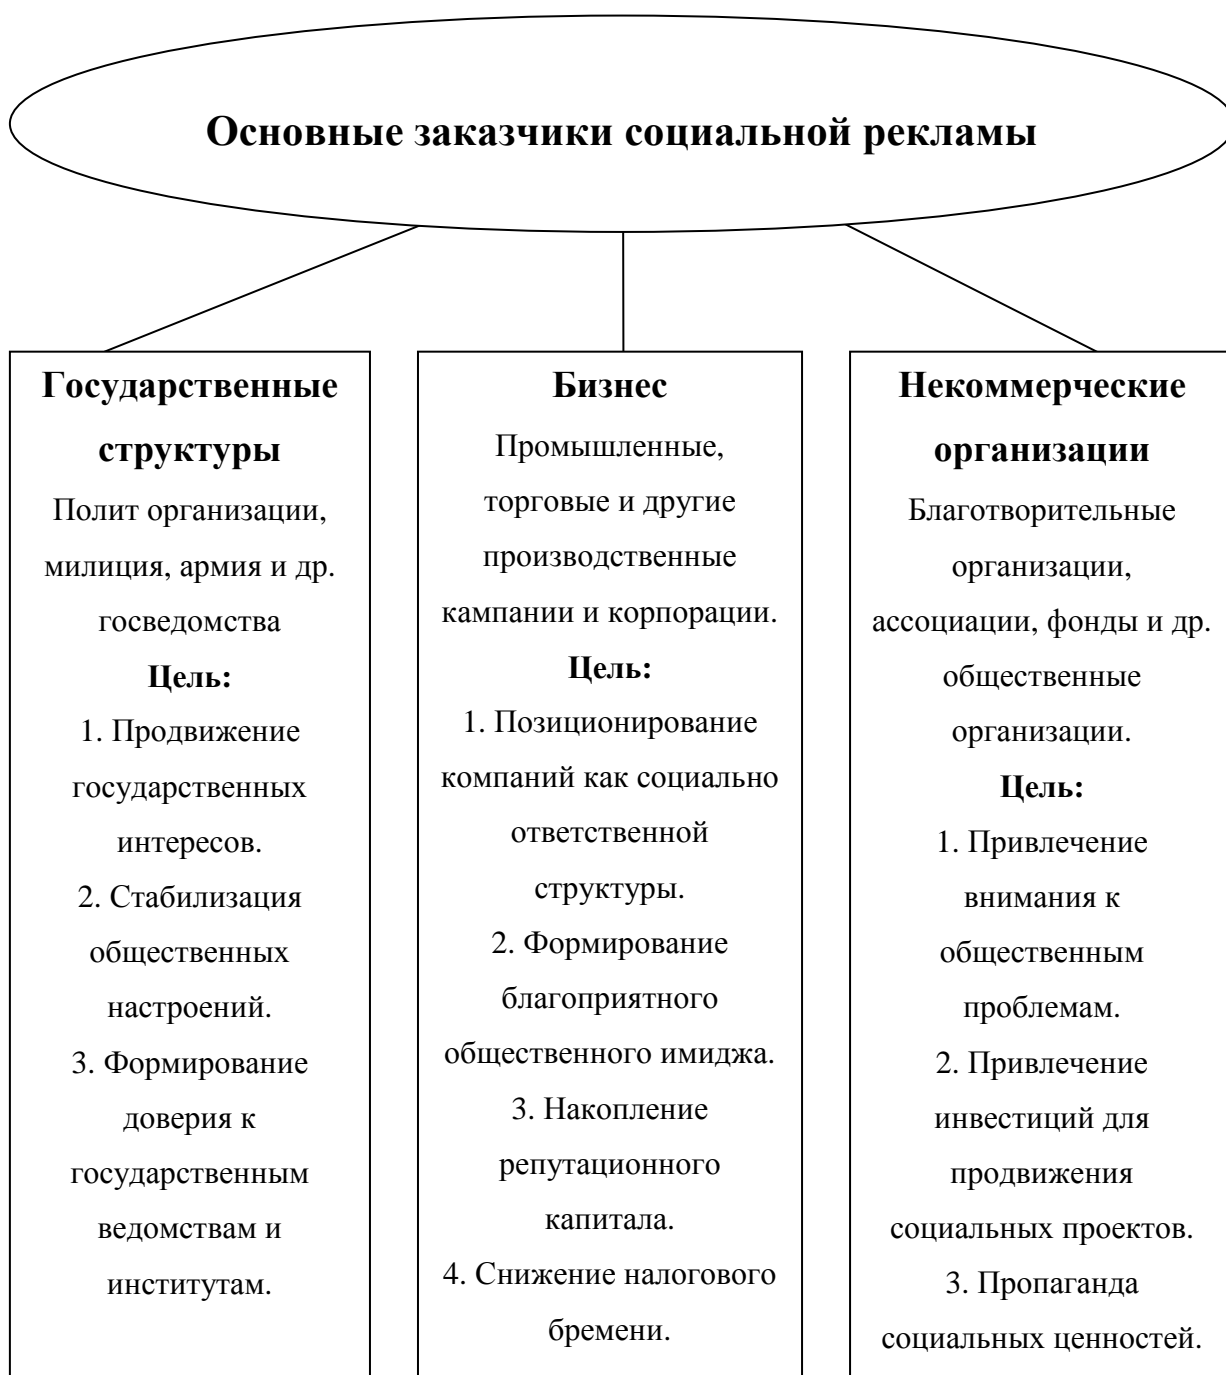 Основные заказчики социальной рекламы
Государственные
структуры
Полит организации,
милиция, армия и др.
госведомства
Цель:
1. Продвижение
государственных
интересов.
2. Стабилизация
общественных
настроений.
3. Формирование
доверия к
государственным
ведомствам и
институтам.
Бизнес
Промышленные,
торговые и другие
производственные
кампании и корпорации.
Цель:
1. Позиционирование
компаний как социально
ответственной
структуры.
2. Формирование
благоприятного
общественного имиджа.
3. Накопление
репутационного
капитала.
4. Снижение налогового
бремени.
Некоммерческие
организации
Благотворительные
организации,
ассоциации, фонды и др.
общественные
организации.
Цель:
1. Привлечение
внимания к
общественным
проблемам.
2. Привлечение
инвестиций для
продвижения
социальных проектов.
3. Пропаганда
социальных ценностей.